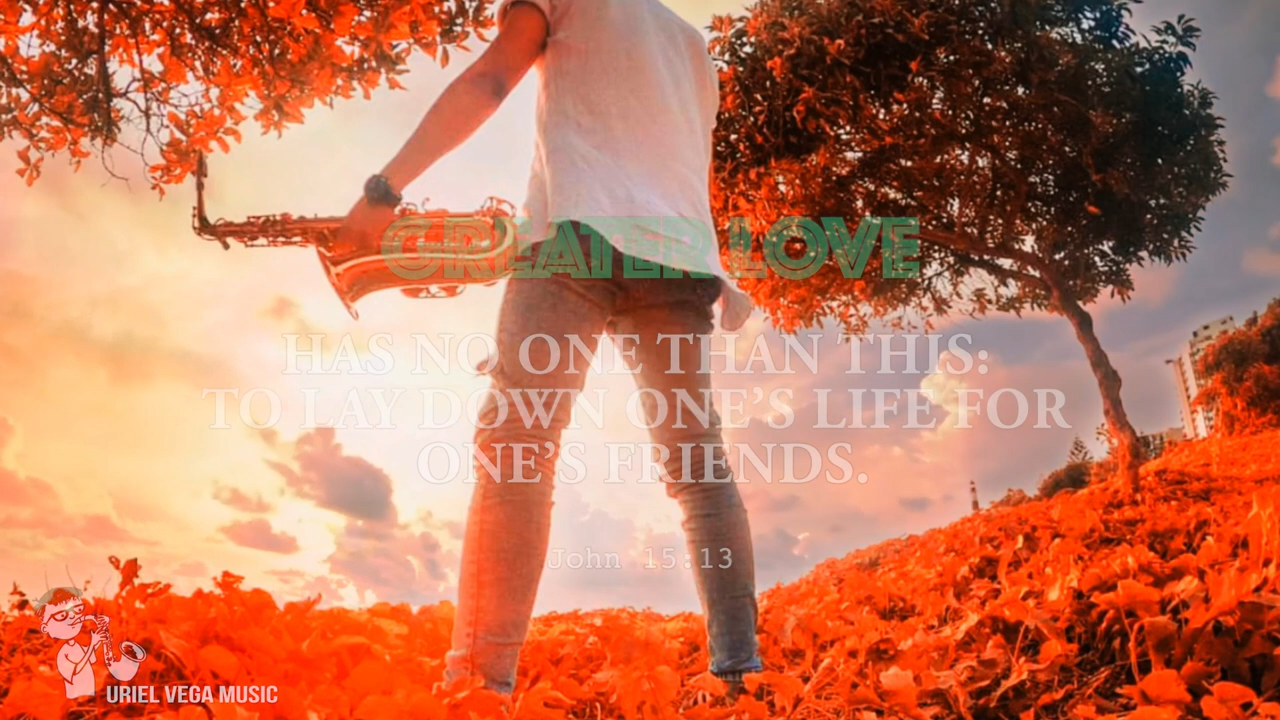 GREATER LOVE
HAS NO ONE THAN THIS:
TO LAY DOWN ONE'S LIFE FOR
ONE'S FRIENDS.
John 15:13
URIEL VEGA MUSIC